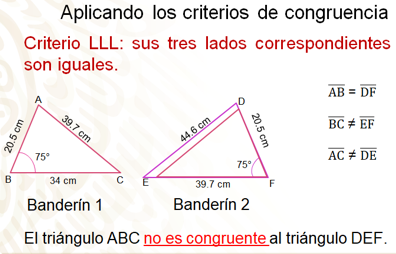 Aplicando los criterios de congruencia
Criterio LLL: sus tres lados correspondientes
son iguales.
A
20.5 cm
39.7 cm
75°
B
34 cm
C
Banderín 1
D
44.6 cm
20.5 cm
75°
E
39.7 cm
F
Banderín 2
AB = DF
BC ≠ EF
AC ≠ DE
El triángulo ABC no es congruente al triángulo DEF.